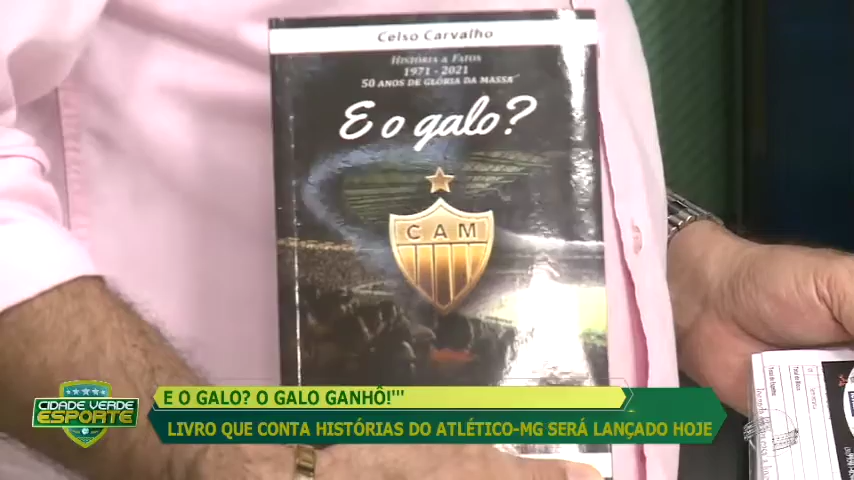 Celso Carvalho
HISTÓRIA & FATOS
1971 - 2021
50 ANOS DE GLÓRIA DA MASSA
E o galo?
CAM
CIDADE VERDE
ESPORTE
E O GALO? O GALO GANHÔ!'''
LIVRO QUE CONTA HISTÓRIAS DO ATLÉTICO-MG SERÁ LANÇADO HOJE